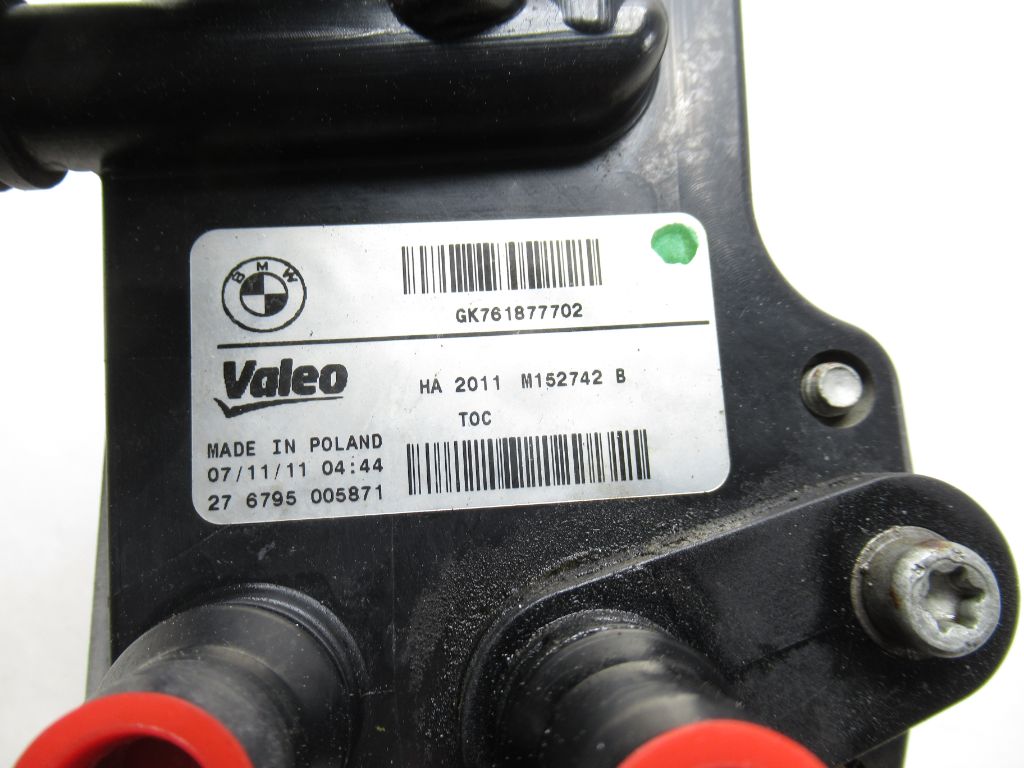 BMW
GK761877702
Valeo
HA 2011 M152742 B
TOC
MADE IN POLAND
07/11/11 04:44
27 6795 005871